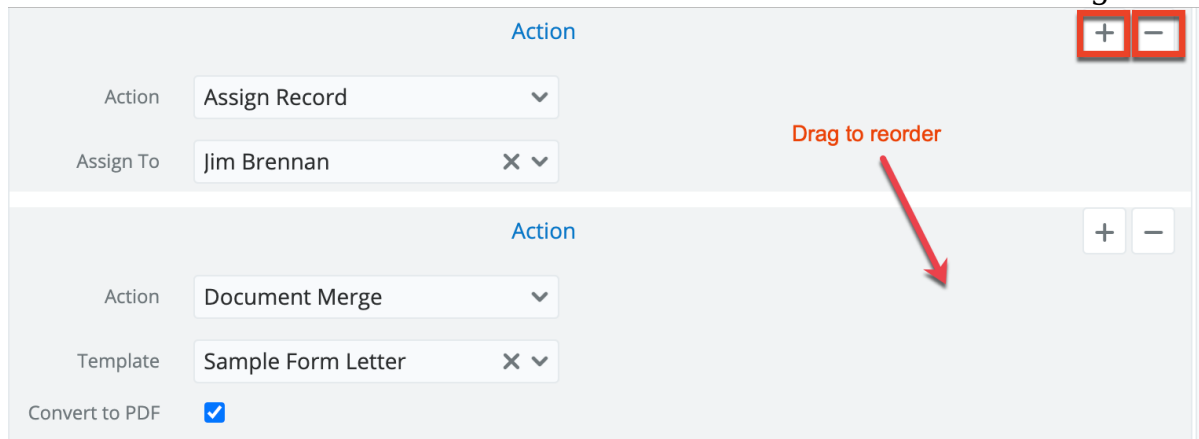 Action
+ −
Action Assign Record
Drag to reorder
Assign To Jim Brennan
Action
+ −
Action Document Merge
Template Sample Form Letter
Convert to PDF